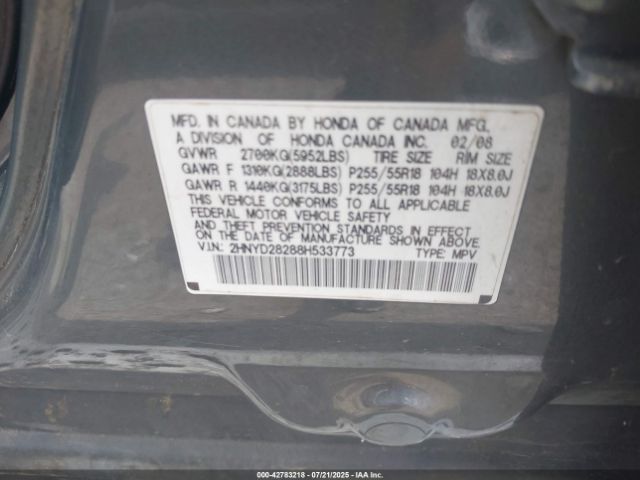 MFD. IN CANADA BY HONDA OF CANADA MFG.,
A DIVISION OF HONDA CANADA INC. 02/08
GVWR 2700KG(5952LBS) TIRE SIZE RIM SIZE
GAWR F 1310KG(2888LBS) P255/55R18 104H 18X8.0J
GAWR R 1440KG(3175LBS) P255/55R18 104H 18X8.0J
THIS VEHICLE CONFORMS TO ALL APPLICABLE
FEDERAL MOTOR VEHICLE SAFETY
AND THEFT PREVENTION STANDARDS IN EFFECT
ON THE DATE OF MANUFACTURE SHOWN ABOVE.
V.I.N.: 2HNYD28288H533773 TYPE: MPV
000-42783218 - 07/21/2025 - IAA, Inc.